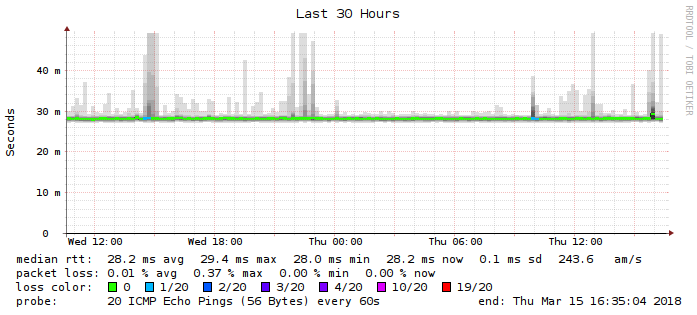 Last 30 Hours
RRDTOOL / TOBI OETIKER
Seconds
40 m
30 m
20 m
10 m
0
Wed 12:00 Wed 18:00 Thu 00:00 Thu 06:00 Thu 12:00
median rtt: 28.2 ms avg 29.4 ms max 28.0 ms min 28.2 ms now 0.1 ms sd 243.6 am/s
packet loss: 0.01 % avg 0.37 % max 0.00 % min 0.00 % now
loss color: 0 1/20 2/20 3/20 4/20 10/20 19/20
probe: 20 ICMP Echo Pings (56 Bytes) every 60s end: Thu Mar 15 16:35:04 2018